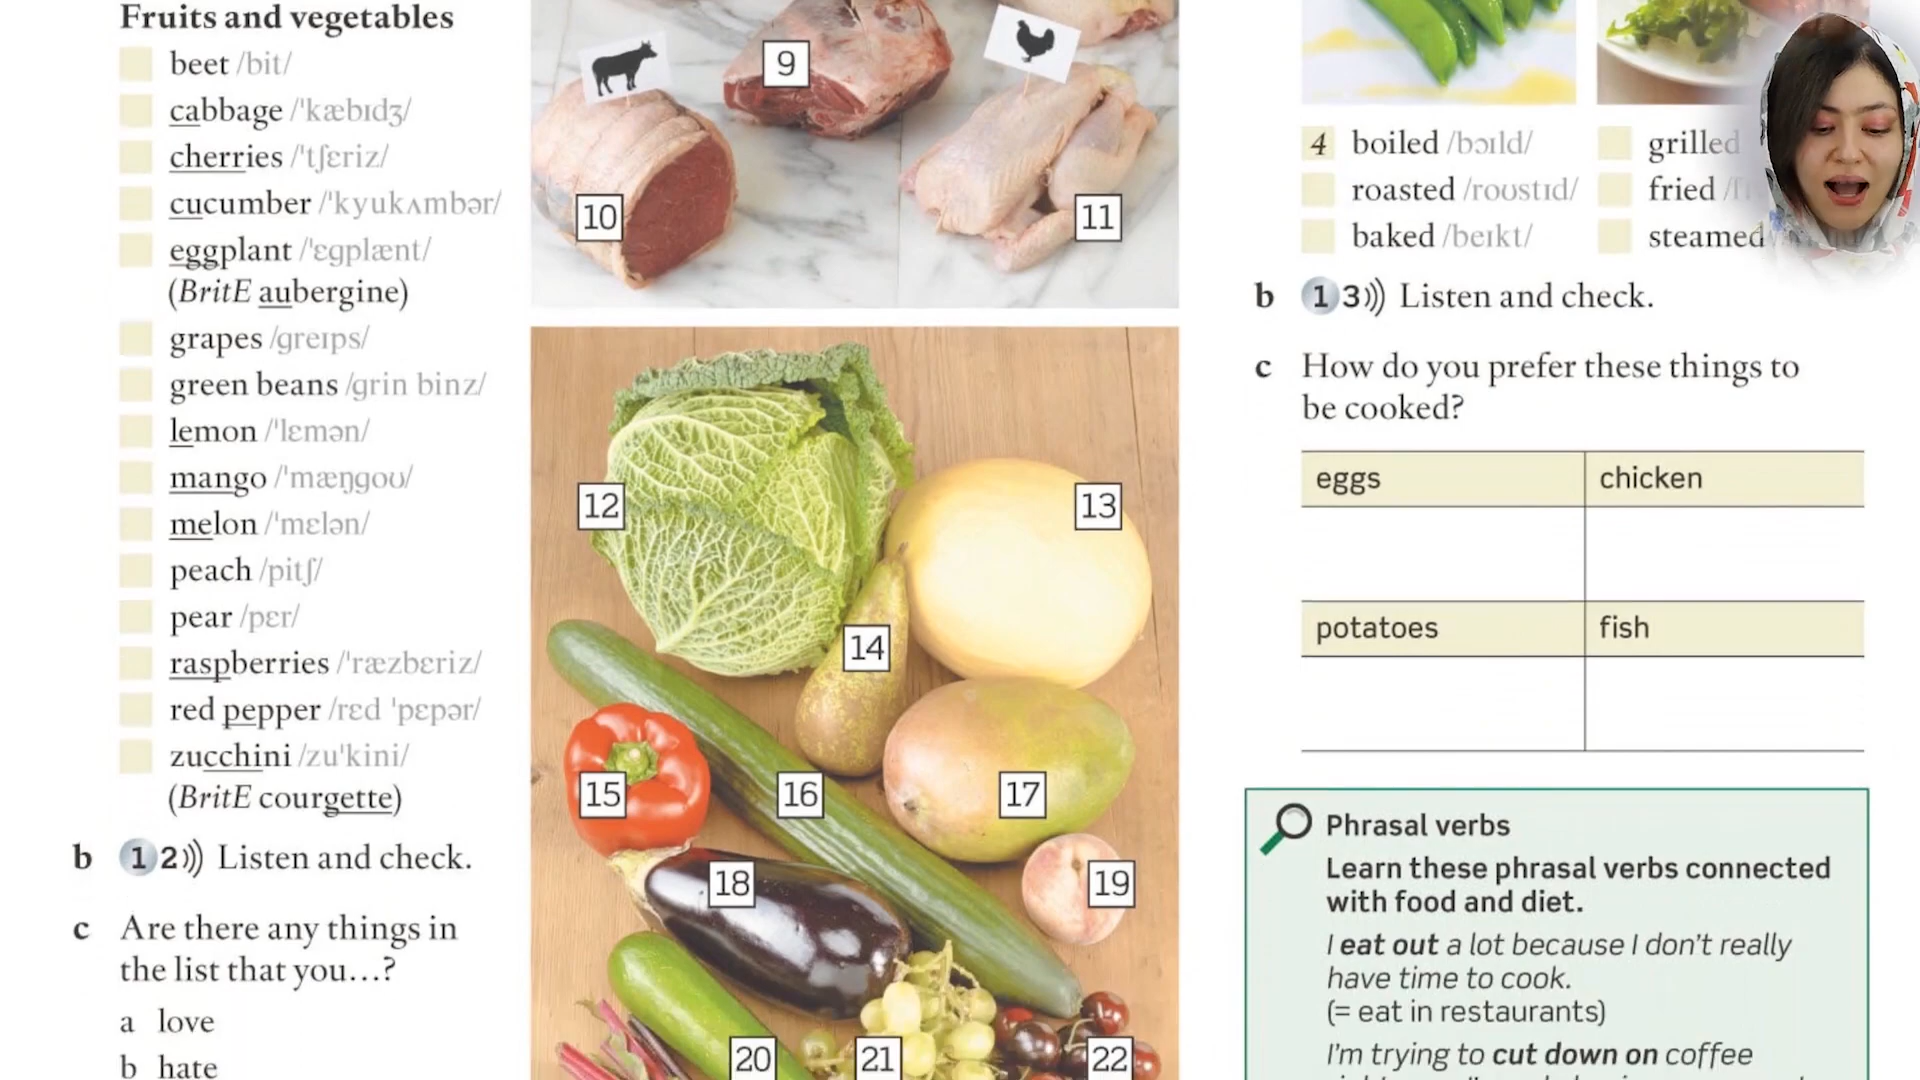 Fruits and vegetables
beet /bit/
cabbage /ˈkæbɪdʒ/
cherries /ˈtʃɛriz/
cucumber /ˈkyukʌmbər/
eggplant /ˈɛgplænt/
(BritE aubergine)
grapes /greɪps/
green beans /grin binz/
lemon /ˈlɛmən/
mango /ˈmæŋgoʊ/
melon /ˈmɛlən/
peach /pitʃ/
pear /pɛr/
raspberries /ˈræzbɛriz/
red pepper /rɛd ˈpɛpər/
zucchini /zuˈkini/
(BritE courgette)
b 1 2 Listen and check.
c Are there any things in
the list that you…?
a love
b hate
9
10
11
12
13
14
15
16
17
18
19
20
21
22
4 boiled /bɔɪld/
roasted /roʊstɪd/
baked /beɪkt/
grilled
fried
steamed
b 1 3 Listen and check.
c How do you prefer these things to
be cooked?
eggs chicken
potatoes fish
Phrasal verbs
Learn these phrasal verbs connected
with food and diet.
I eat out a lot because I don't really
have time to cook.
(= eat in restaurants)
I'm trying to cut down on coffee